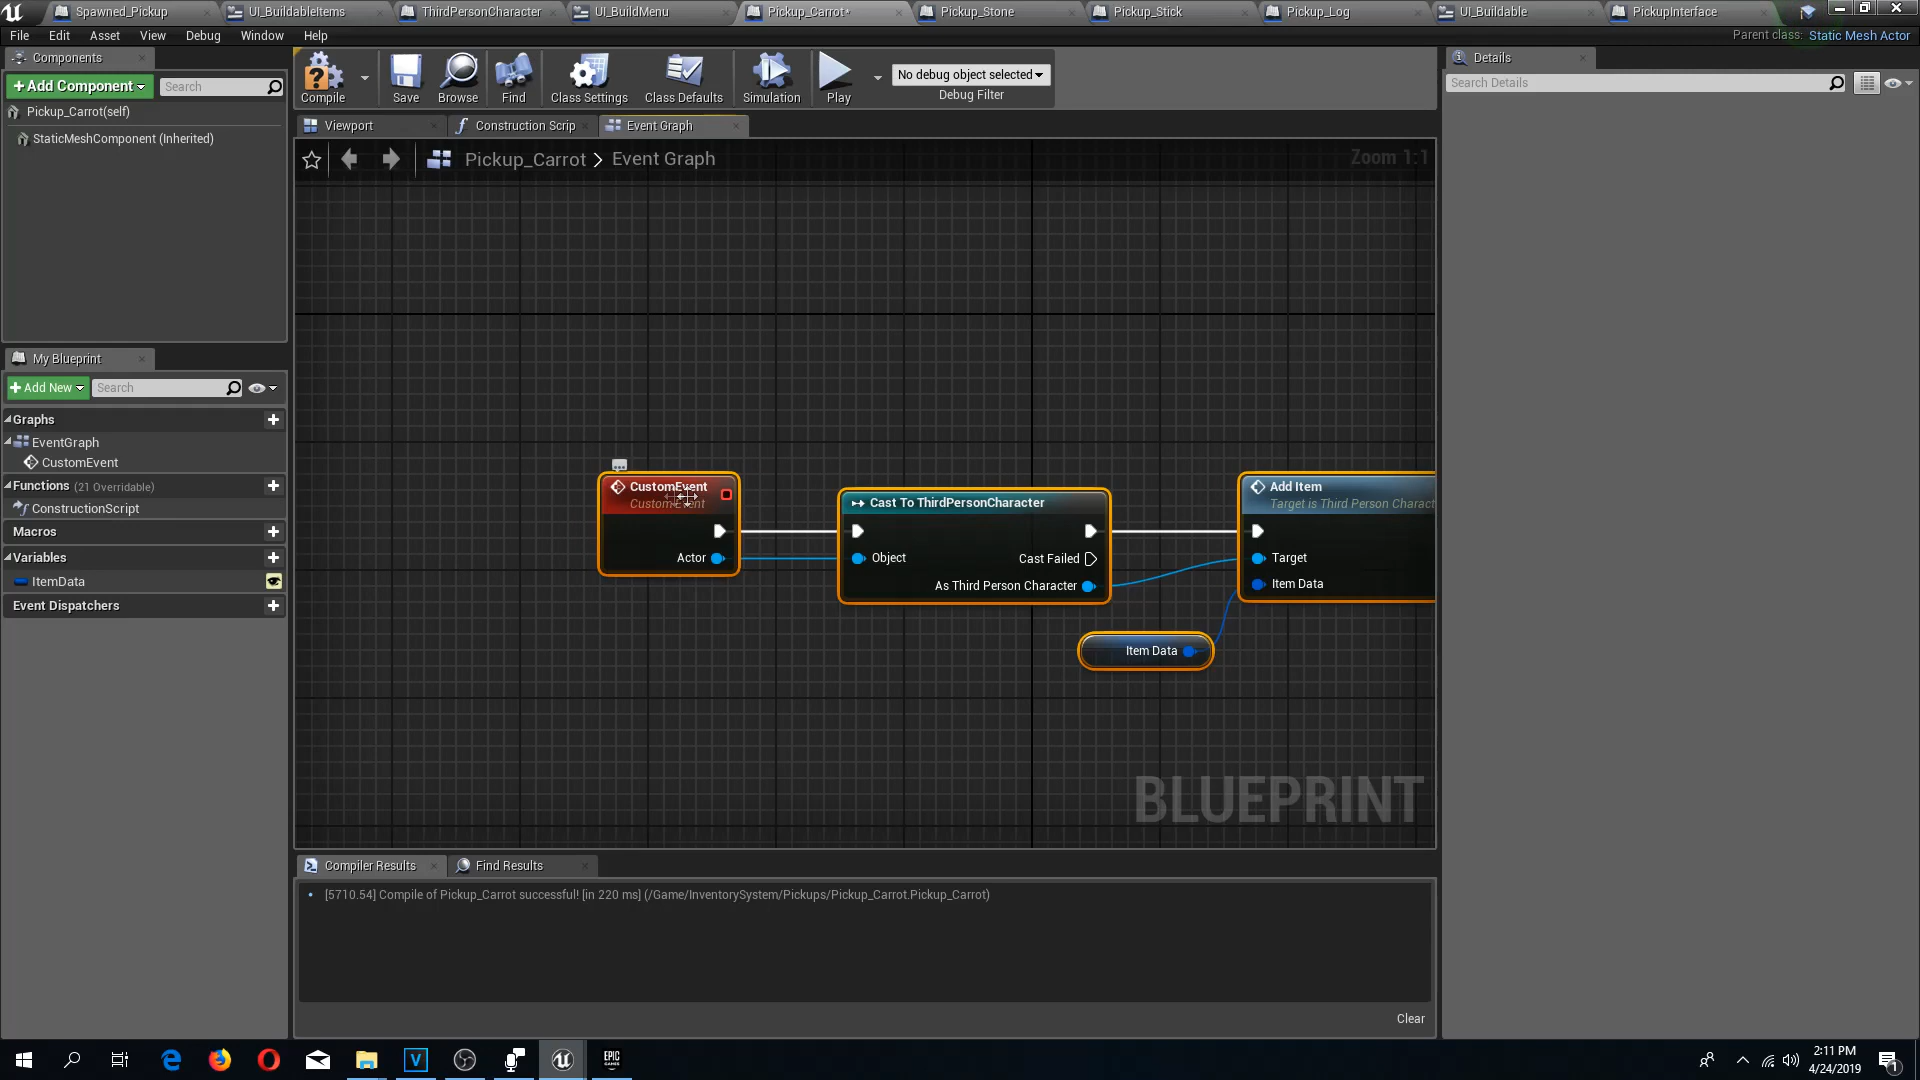 Spawned_Pickup
UI_BuildableItems
ThirdPersonCharacter
UI_BuildMenu
Pickup_Carrot*
Pickup_Stone
Pickup_Stick
Pickup_Log
UI_Buildable
PickupInterface
File Edit Asset View Debug Window Help
Parent class: Static Mesh Actor
Components
+Add Component
Search
Pickup_Carrot(self)
StaticMeshComponent (Inherited)
Compile
Save
Browse
Find
Class Settings
Class Defaults
Simulation
Play
No debug object selected
Debug Filter
Details
Search Details
Viewport
Construction Scrip
Event Graph
Pickup_Carrot > Event Graph
Zoom 1:1
My Blueprint
+Add New
Search
Graphs
EventGraph
CustomEvent
Functions (21 Overridable)
ConstructionScript
Macros
Variables
ItemData
Event Dispatchers
CustomEvent
CustomEvent
Actor
Cast To ThirdPersonCharacter
Object
Cast Failed
As Third Person Character
Item Data
Add Item
Target is Third Person Charact
Target
Item Data
BLUEPRINT
Compiler Results
Find Results
[5710.54] Compile of Pickup_Carrot successful! [in 220 ms] (/Game/InventorySystem/Pickups/Pickup_Carrot.Pickup_Carrot)
Clear
EPIC
GAMES
2:11 PM
4/24/2019
1